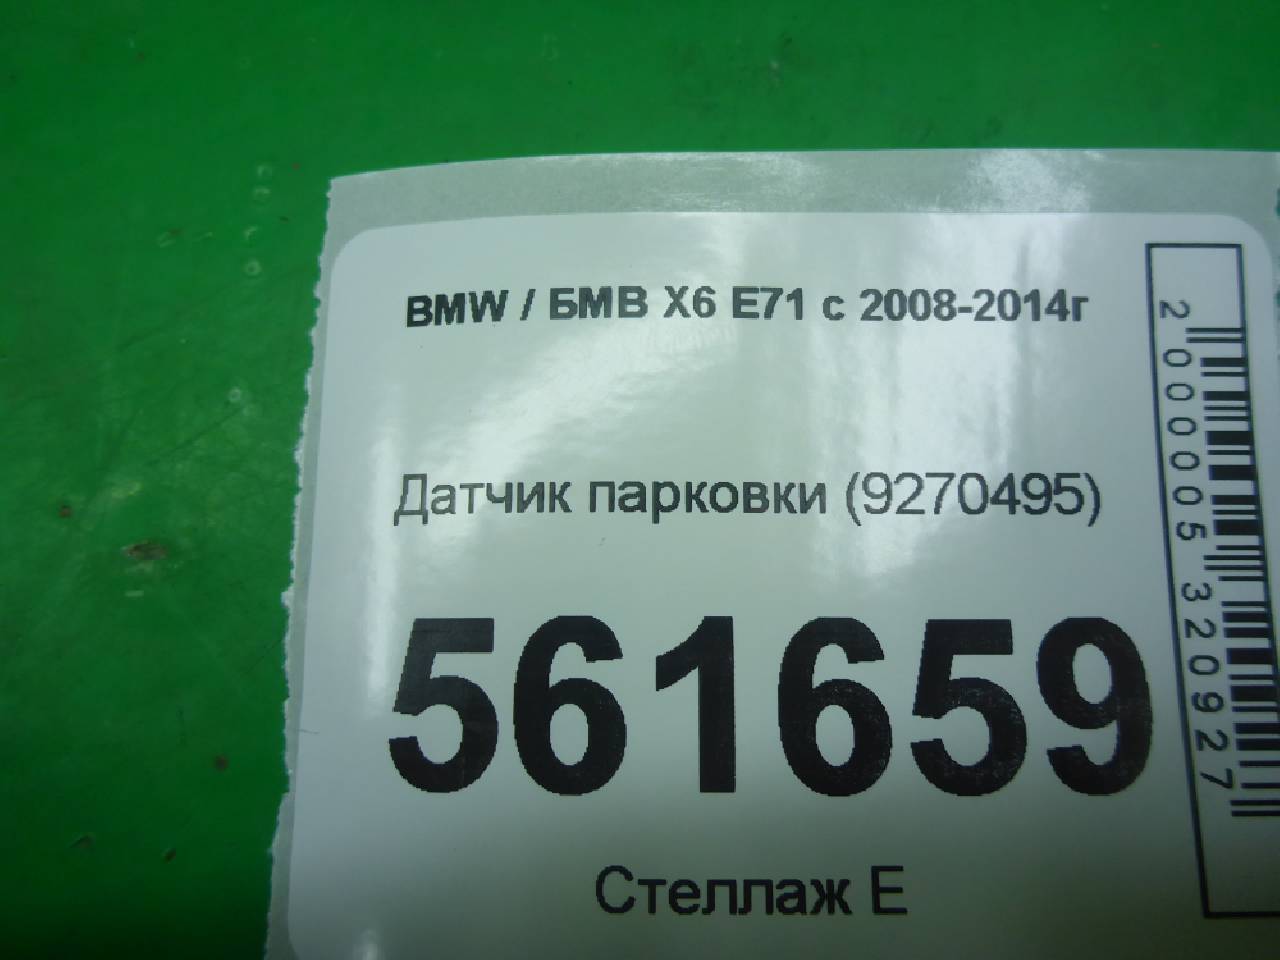 BMW / БМВ X6 E71 с 2008-2014г
Датчик парковки (9270495)
561659
Стеллаж Е
2000005320927